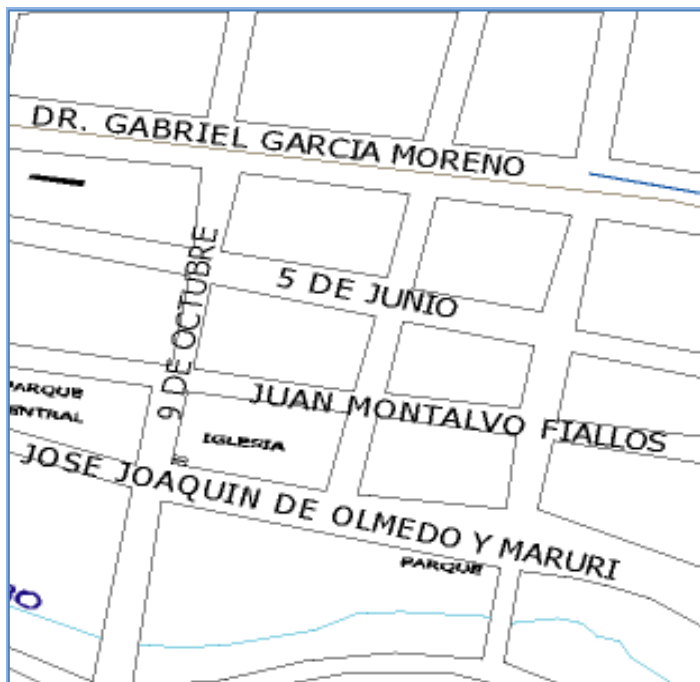 DR. GABRIEL GARCIA MORENO
9 DE OCTUBRE
5 DE JUNIO
JUAN MONTALVO FIALLOS
PARQUE
ENTRAL
IGLESIA
JOSE JOAQUIN DE OLMEDO Y MARURI
PARQUE